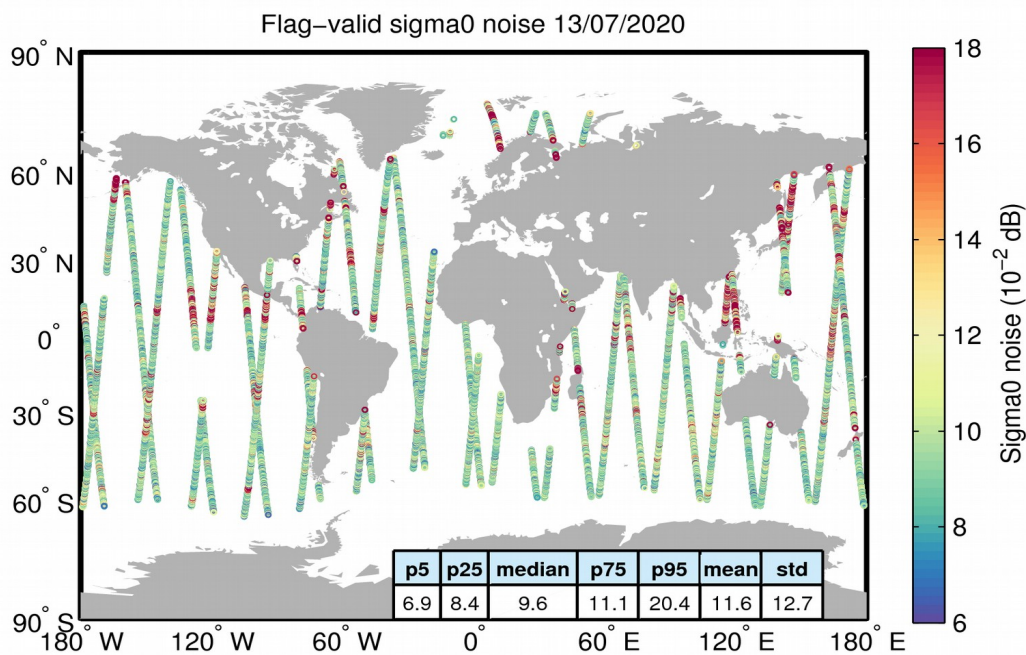 Flag−valid sigma0 noise 13/07/2020
90° N
60° N
30° N
0°
30° S
60° S
90° S
180° W
120° W
60° W
0°
60° E
120° E
180° E
p5 p25 median p75 p95 mean std
6.9 8.4 9.6 11.1 20.4 11.6 12.7
18
16
14
12
10
8
6
Sigma0 noise (10⁻² dB)